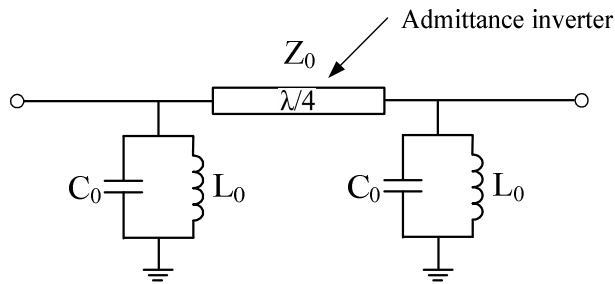 Admittance inverter
Z₀
λ/4
C₀ L₀ C₀ L₀